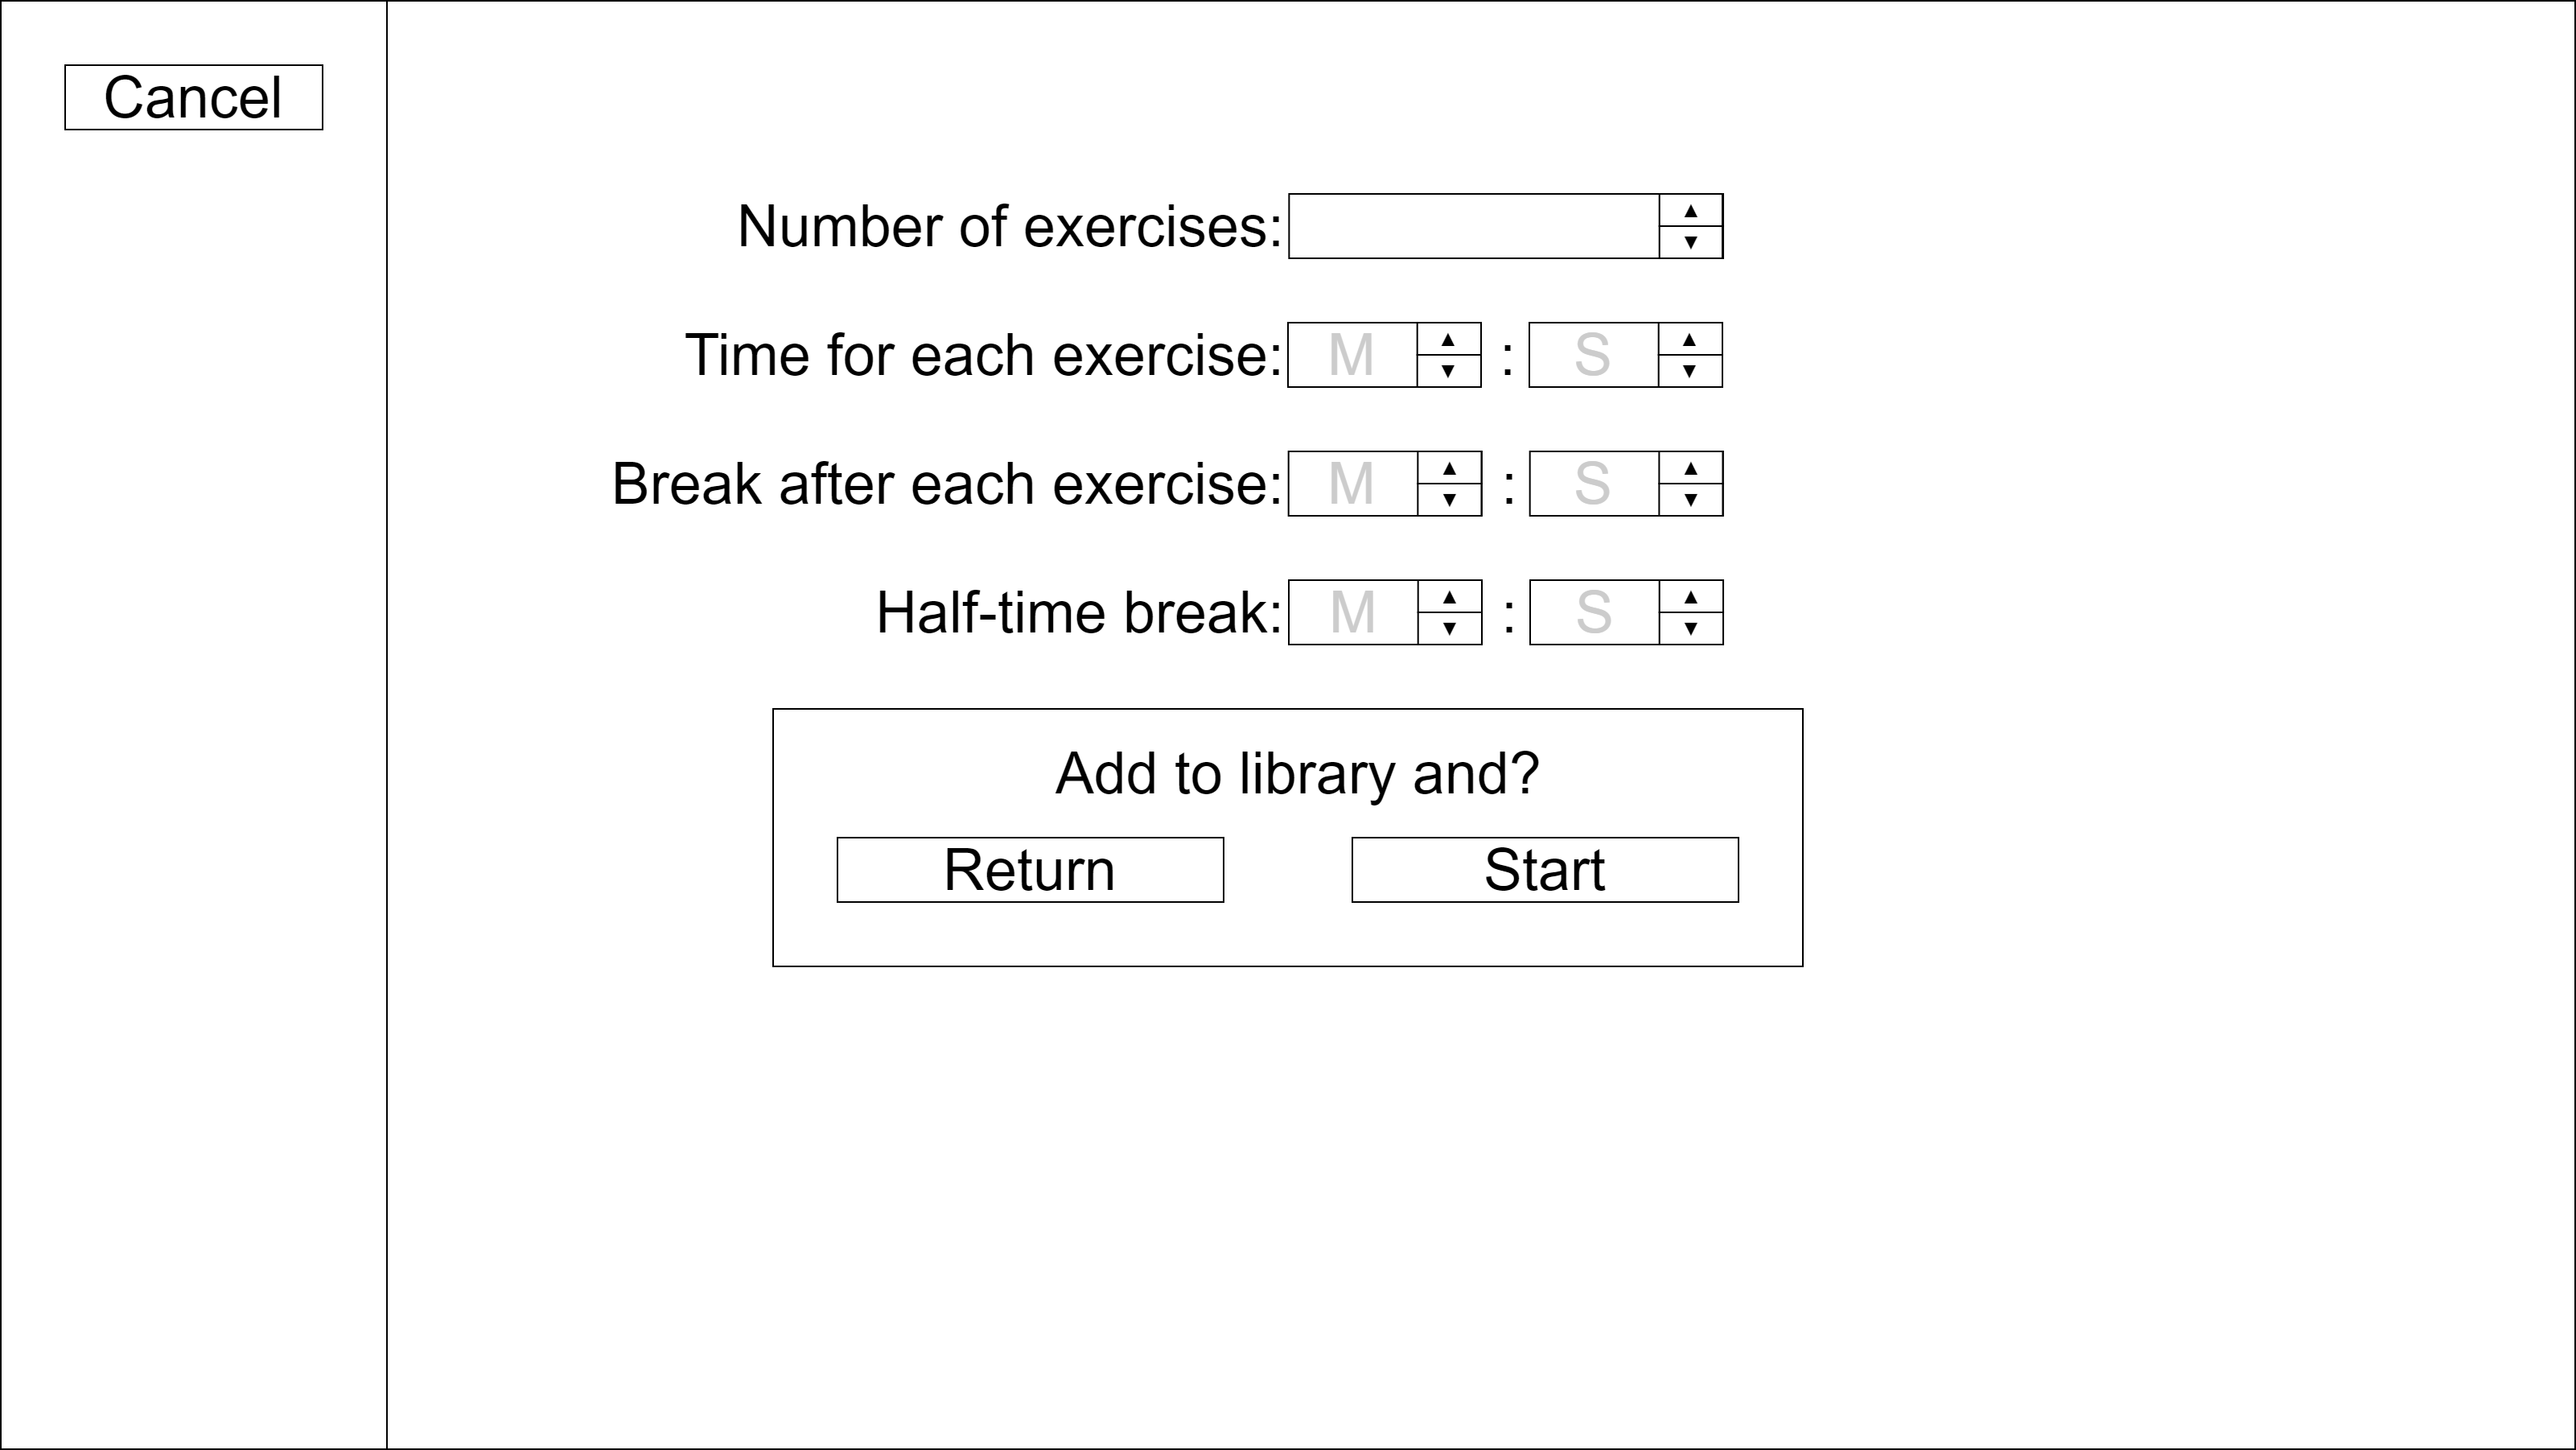 Cancel
Number of exercises: ▲ ▼
Time for each exercise: M ▲ ▼ : S ▲ ▼
Break after each exercise: M ▲ ▼ : S ▲ ▼
Half-time break: M ▲ ▼ : S ▲ ▼
Add to library and?
Return Start